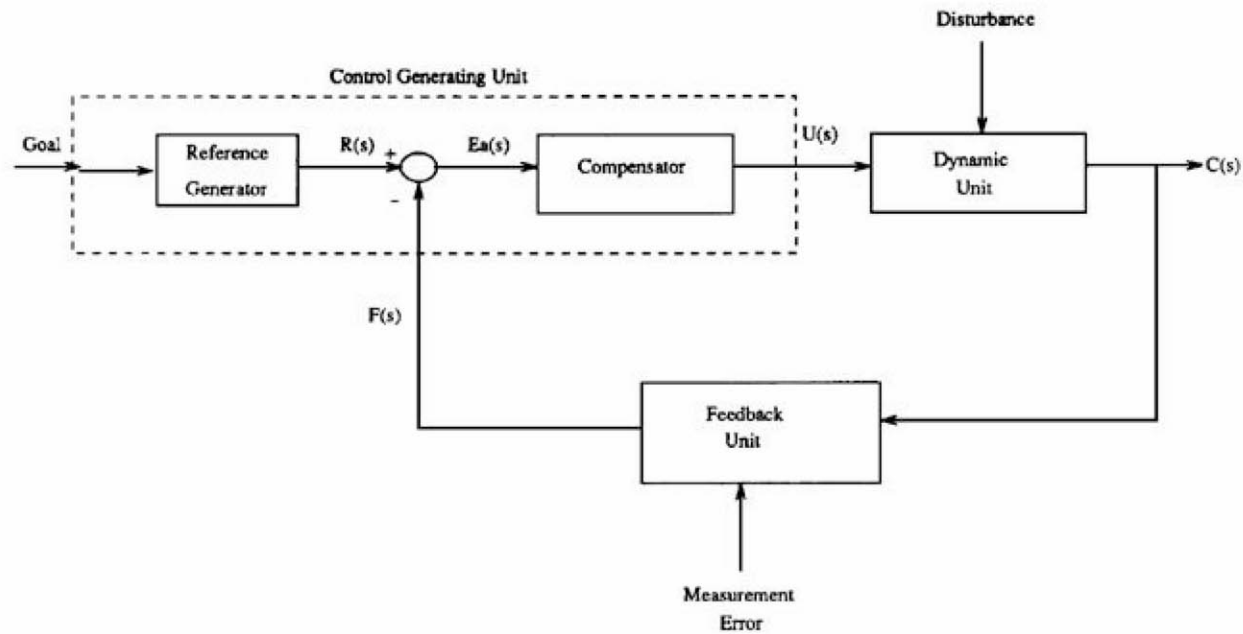 Disturbance
Control Generating Unit
Goal
Reference
Generator
R(s)
+
-
Ea(s)
Compensator
U(s)
Dynamic
Unit
C(s)
F(s)
Feedback
Unit
Measurement
Error